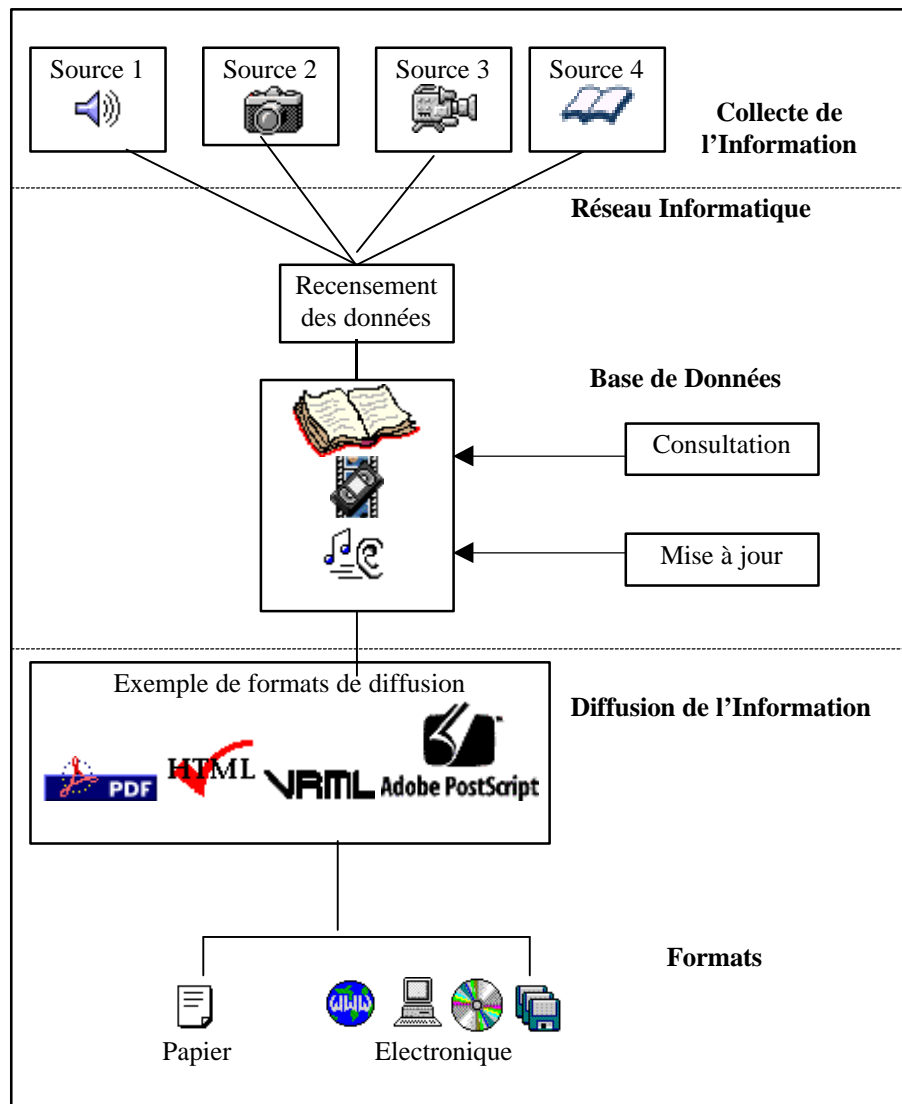 Source 1
Source 2
Source 3
Source 4
Collecte de
l’Information
Réseau Informatique
Recensement
des données
Base de Données
Consultation
Mise à jour
Exemple de formats de diffusion
Diffusion de l’Information
PDF
HTML
VRML
Adobe PostScript
Formats
WWW
Papier
Electronique